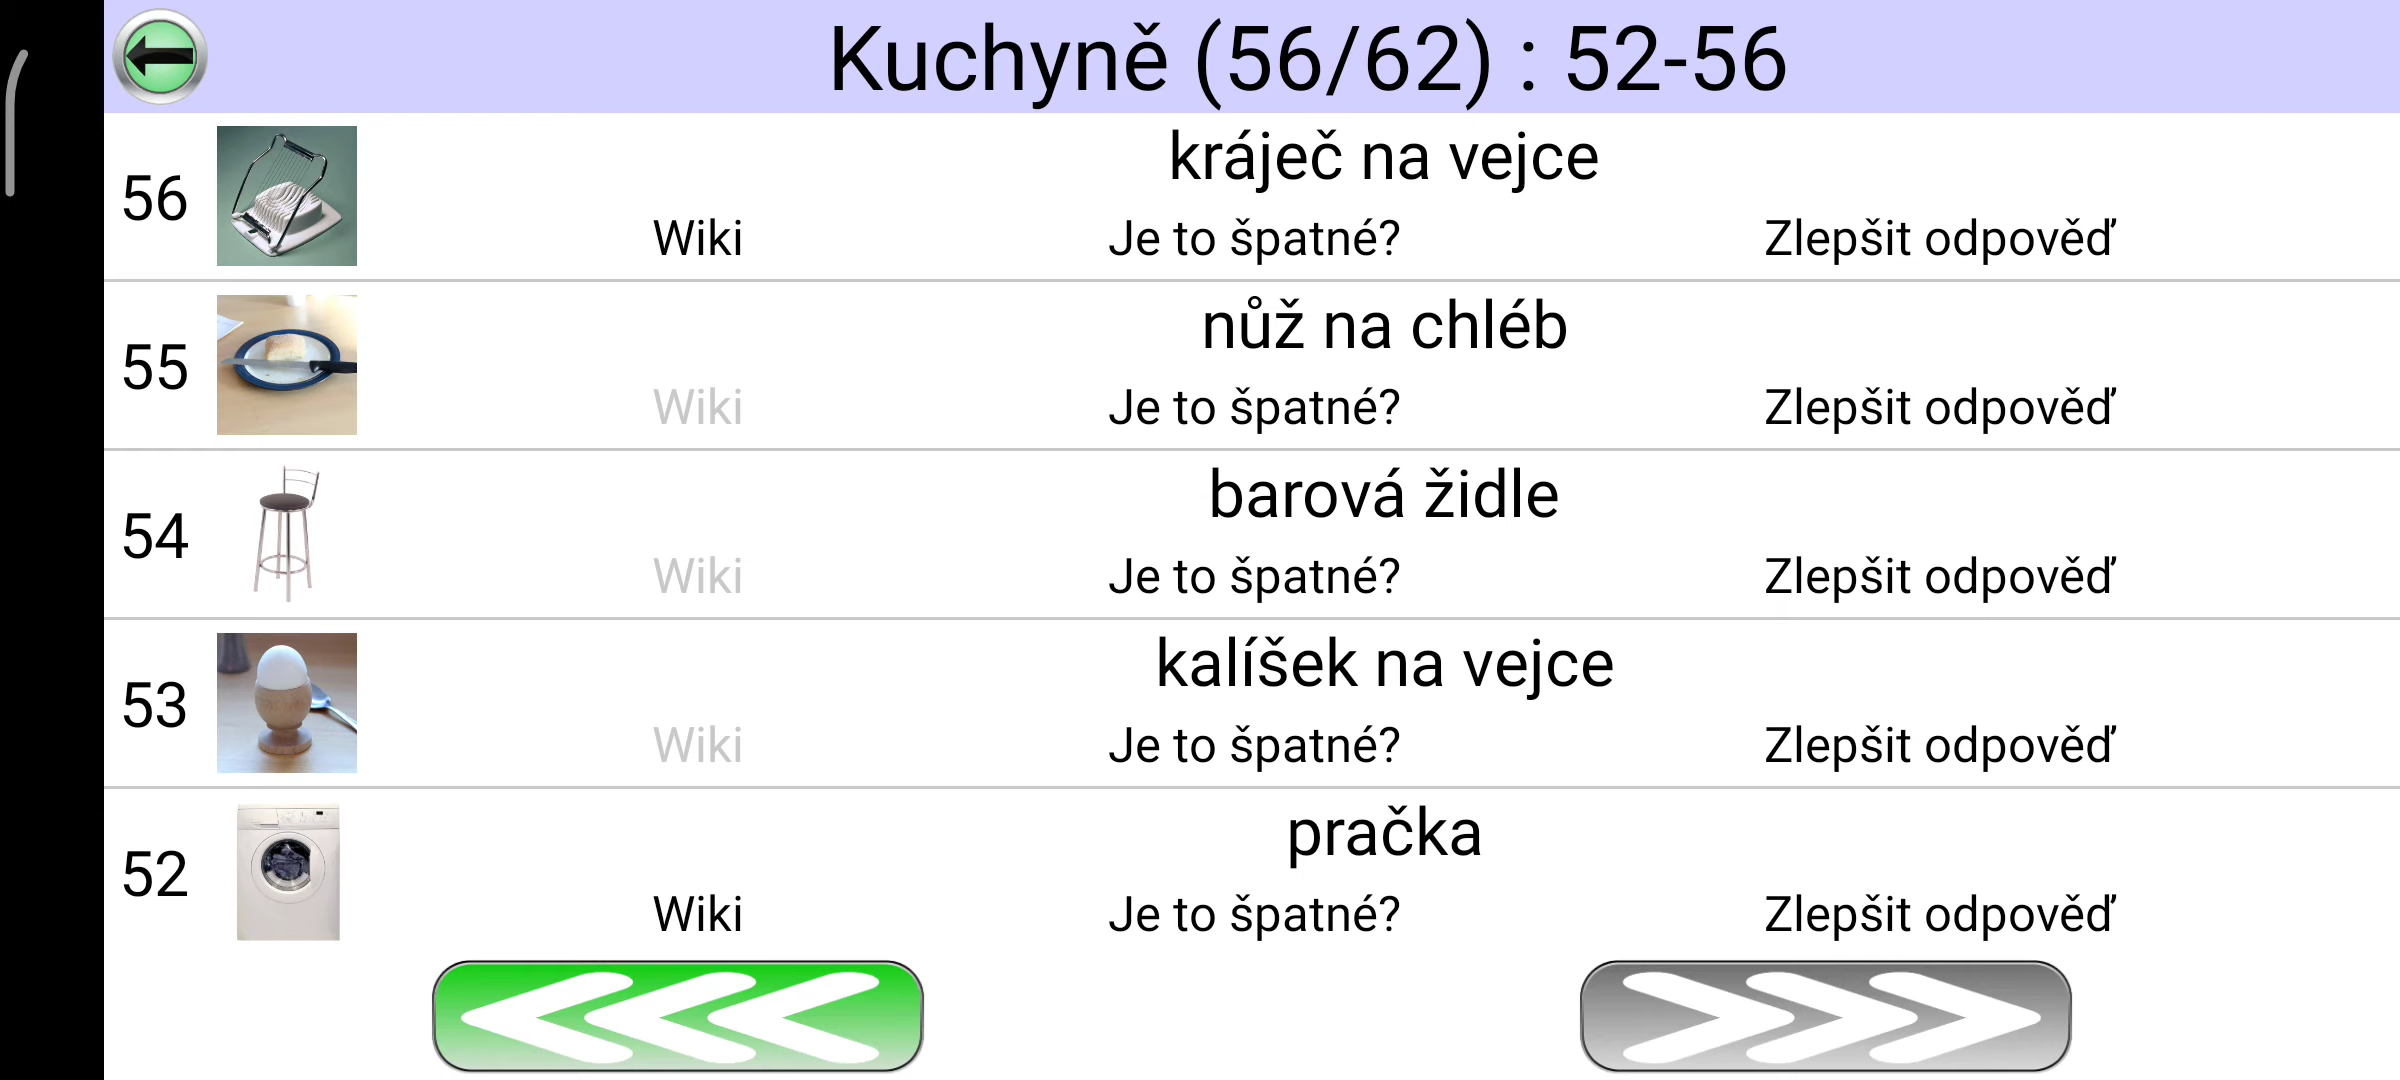 Kuchyně (56/62) : 52-56
56
kráječ na vejce
Wiki Je to špatné? Zlepšit odpověď
55
nůž na chléb
Wiki Je to špatné? Zlepšit odpověď
54
barová židle
Wiki Je to špatné? Zlepšit odpověď
53
kalíšek na vejce
Wiki Je to špatné? Zlepšit odpověď
52
pračka
Wiki Je to špatné? Zlepšit odpověď